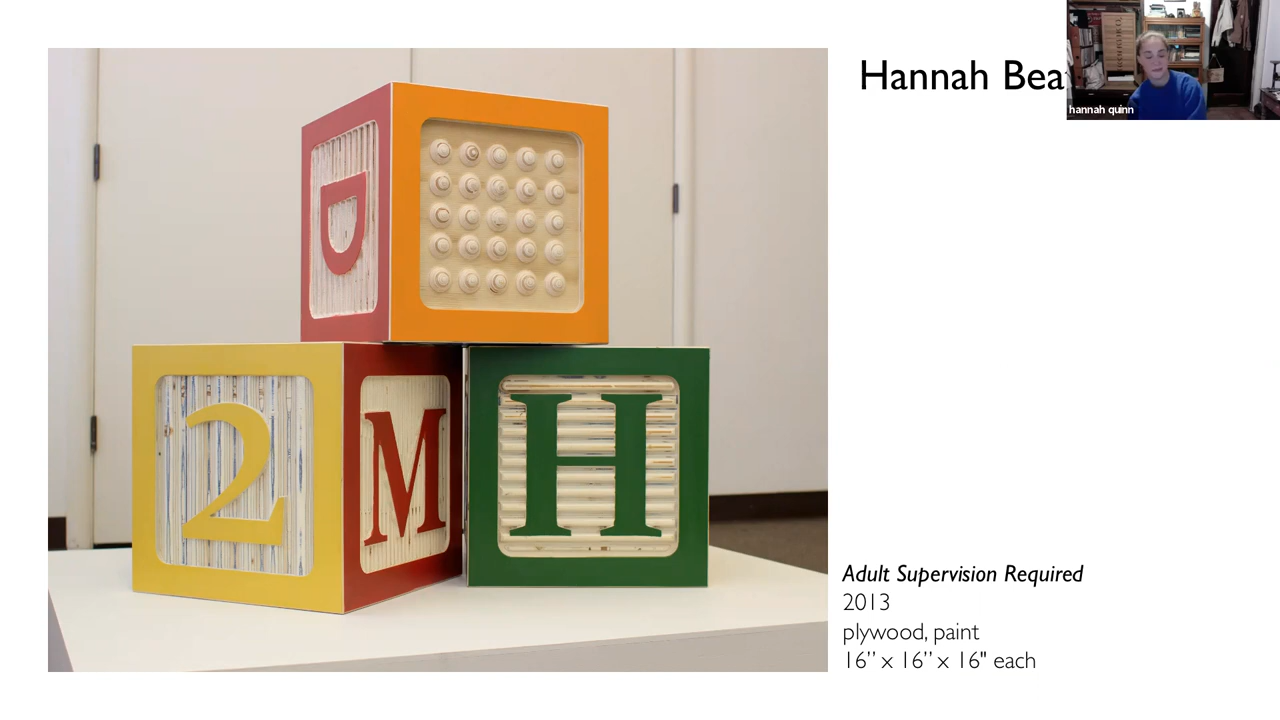 Hannah Bea
hannah quinn
D
2
M
H
Adult Supervision Required
2013
plywood, paint
16” x 16” x 16" each